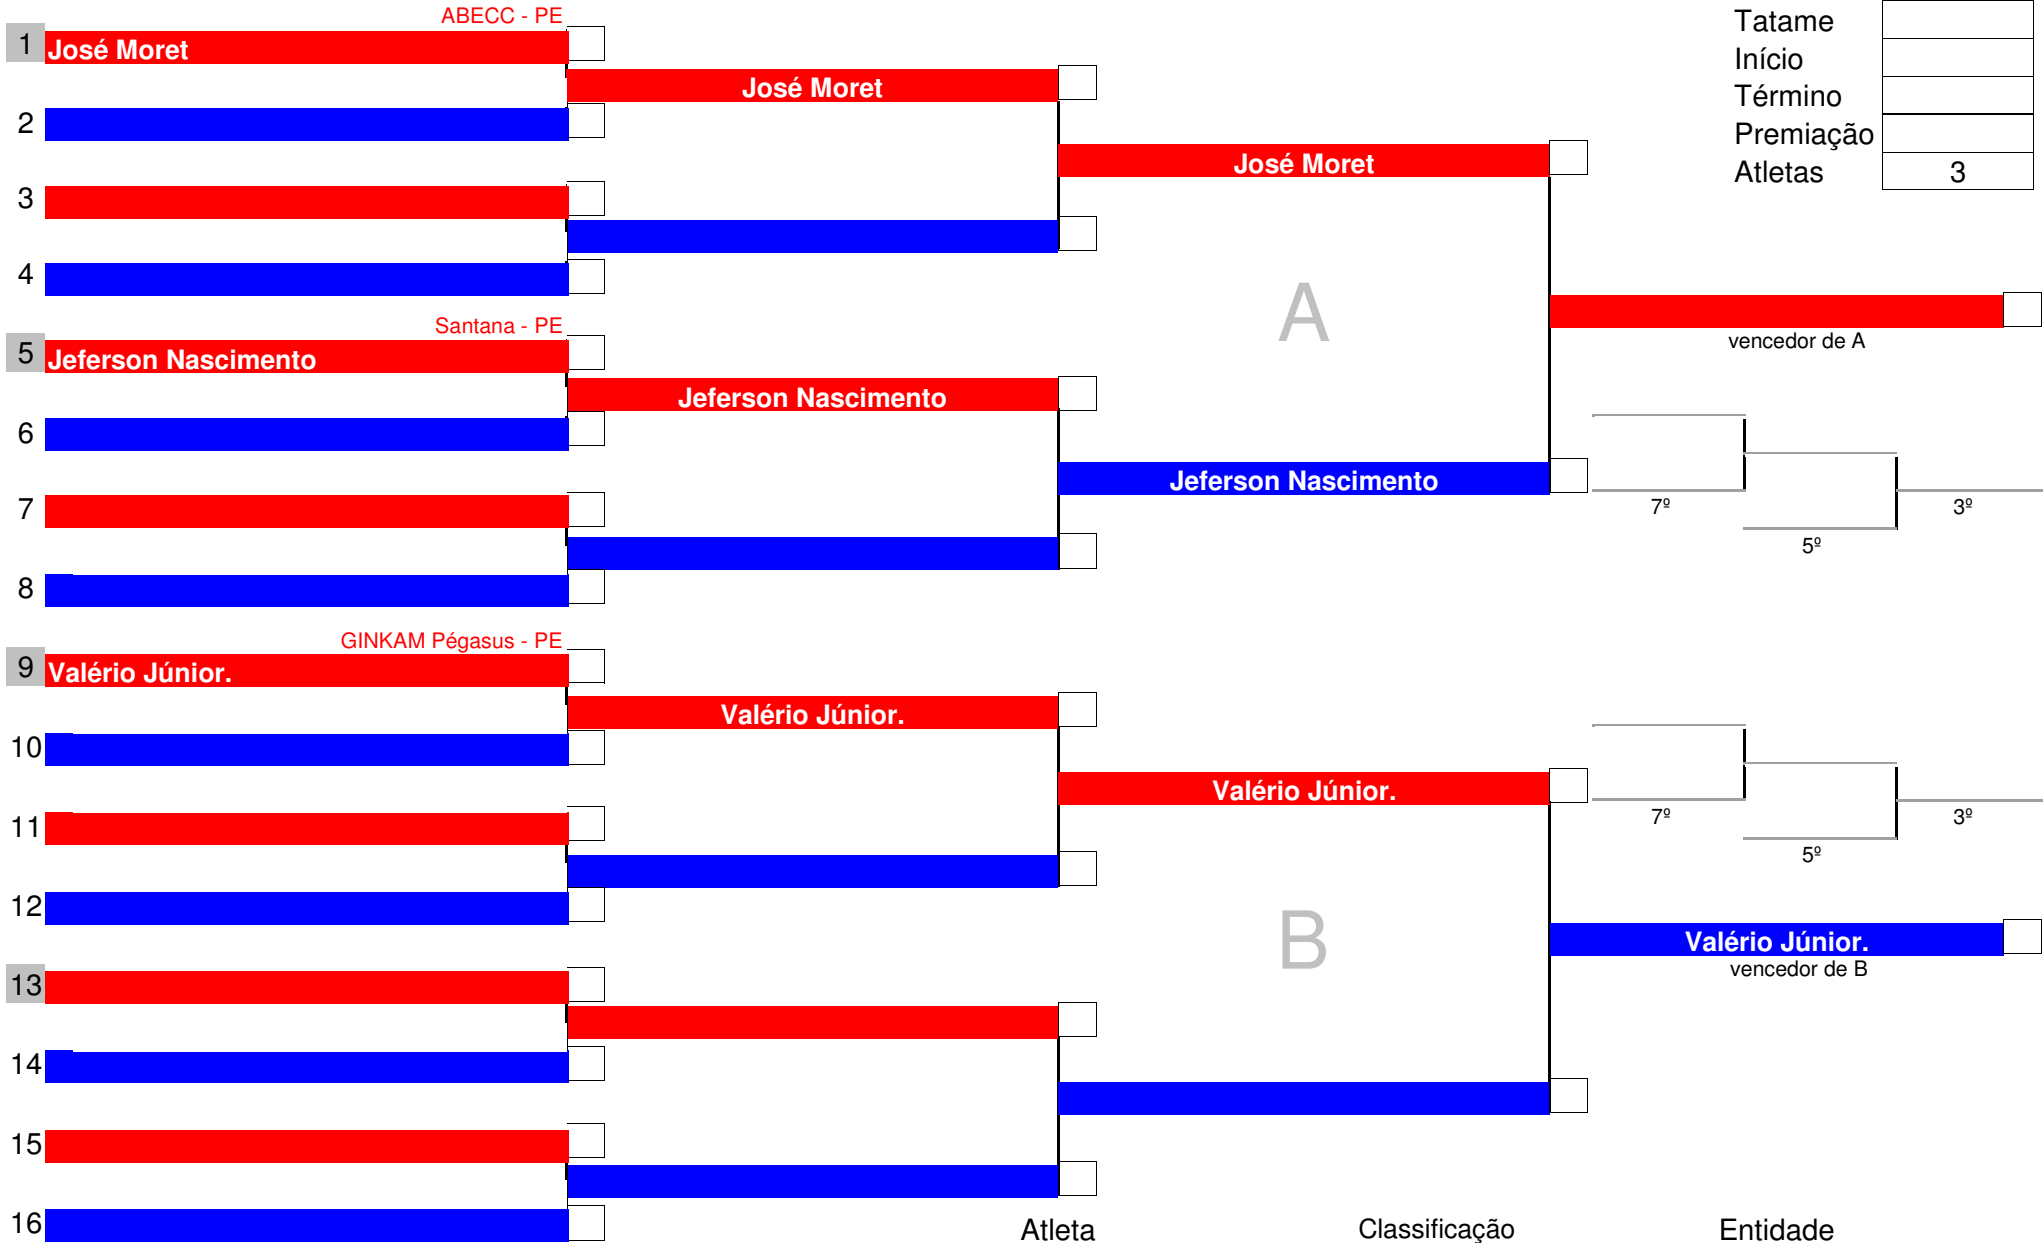 ABECC - PE
1 José Moret
José Moret
2
José Moret
3
4
A
Santana - PE
5 Jeferson Nascimento
Jeferson Nascimento
6
Jeferson Nascimento
7
8
vencedor de A
7º
5º
3º
GINKAM Pégasus - PE
9 Valério Júnior.
Valério Júnior.
10
Valério Júnior.
11
12
B
7º
5º
3º
Valério Júnior.
vencedor de B
13
14
15
16
Tatame
Início
Término
Premiação
Atletas 3
Atleta Classificação Entidade